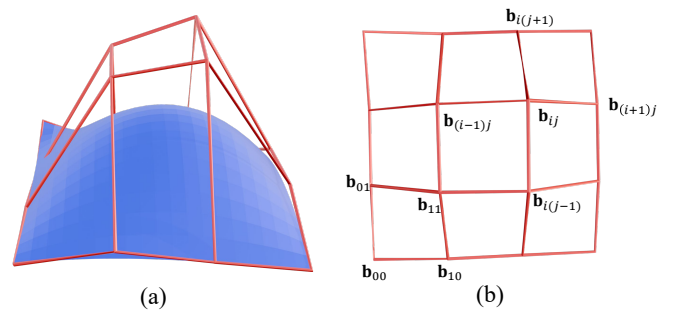 b_{i(j+1)}
b_{(i-1)j}
b_{ij}
b_{(i+1)j}
b_{01}
b_{11}
b_{i(j-1)}
b_{00}
b_{10}
(a)
(b)